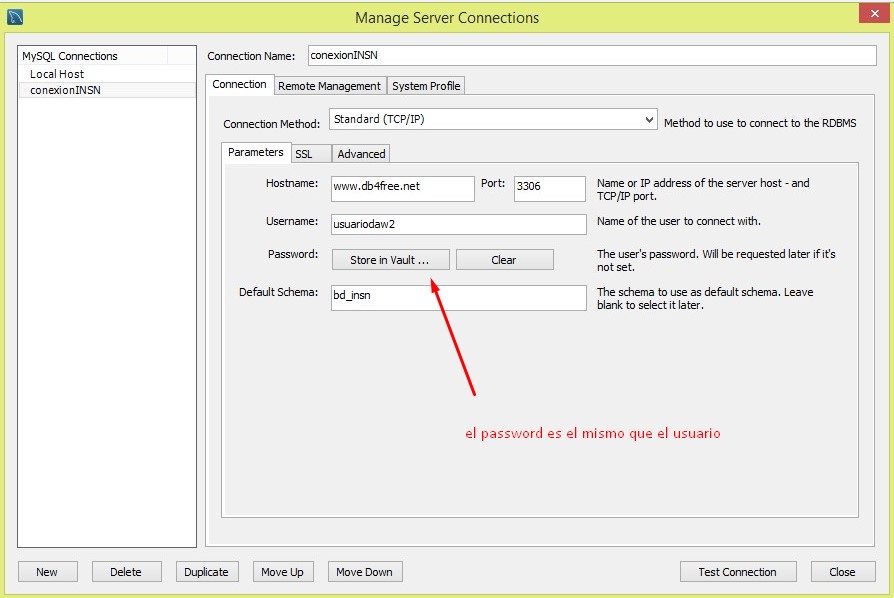 Manage Server Connections
MySQL Connections
Local Host
conexionINSN
Connection Name:
conexionINSN
Connection
Remote Management
System Profile
Connection Method:
Standard (TCP/IP)
Method to use to connect to the RDBMS
Parameters
SSL
Advanced
Hostname:
www.db4free.net
Port:
3306
Name or IP address of the server host - and
TCP/IP port.
Username:
usuariodaw2
Name of the user to connect with.
Password:
Store in Vault ...
Clear
The user's password. Will be requested later if it's
not set.
Default Schema:
bd_insn
The schema to use as default schema. Leave
blank to select it later.
el password es el mismo que el usuario
New
Delete
Duplicate
Move Up
Move Down
Test Connection
Close